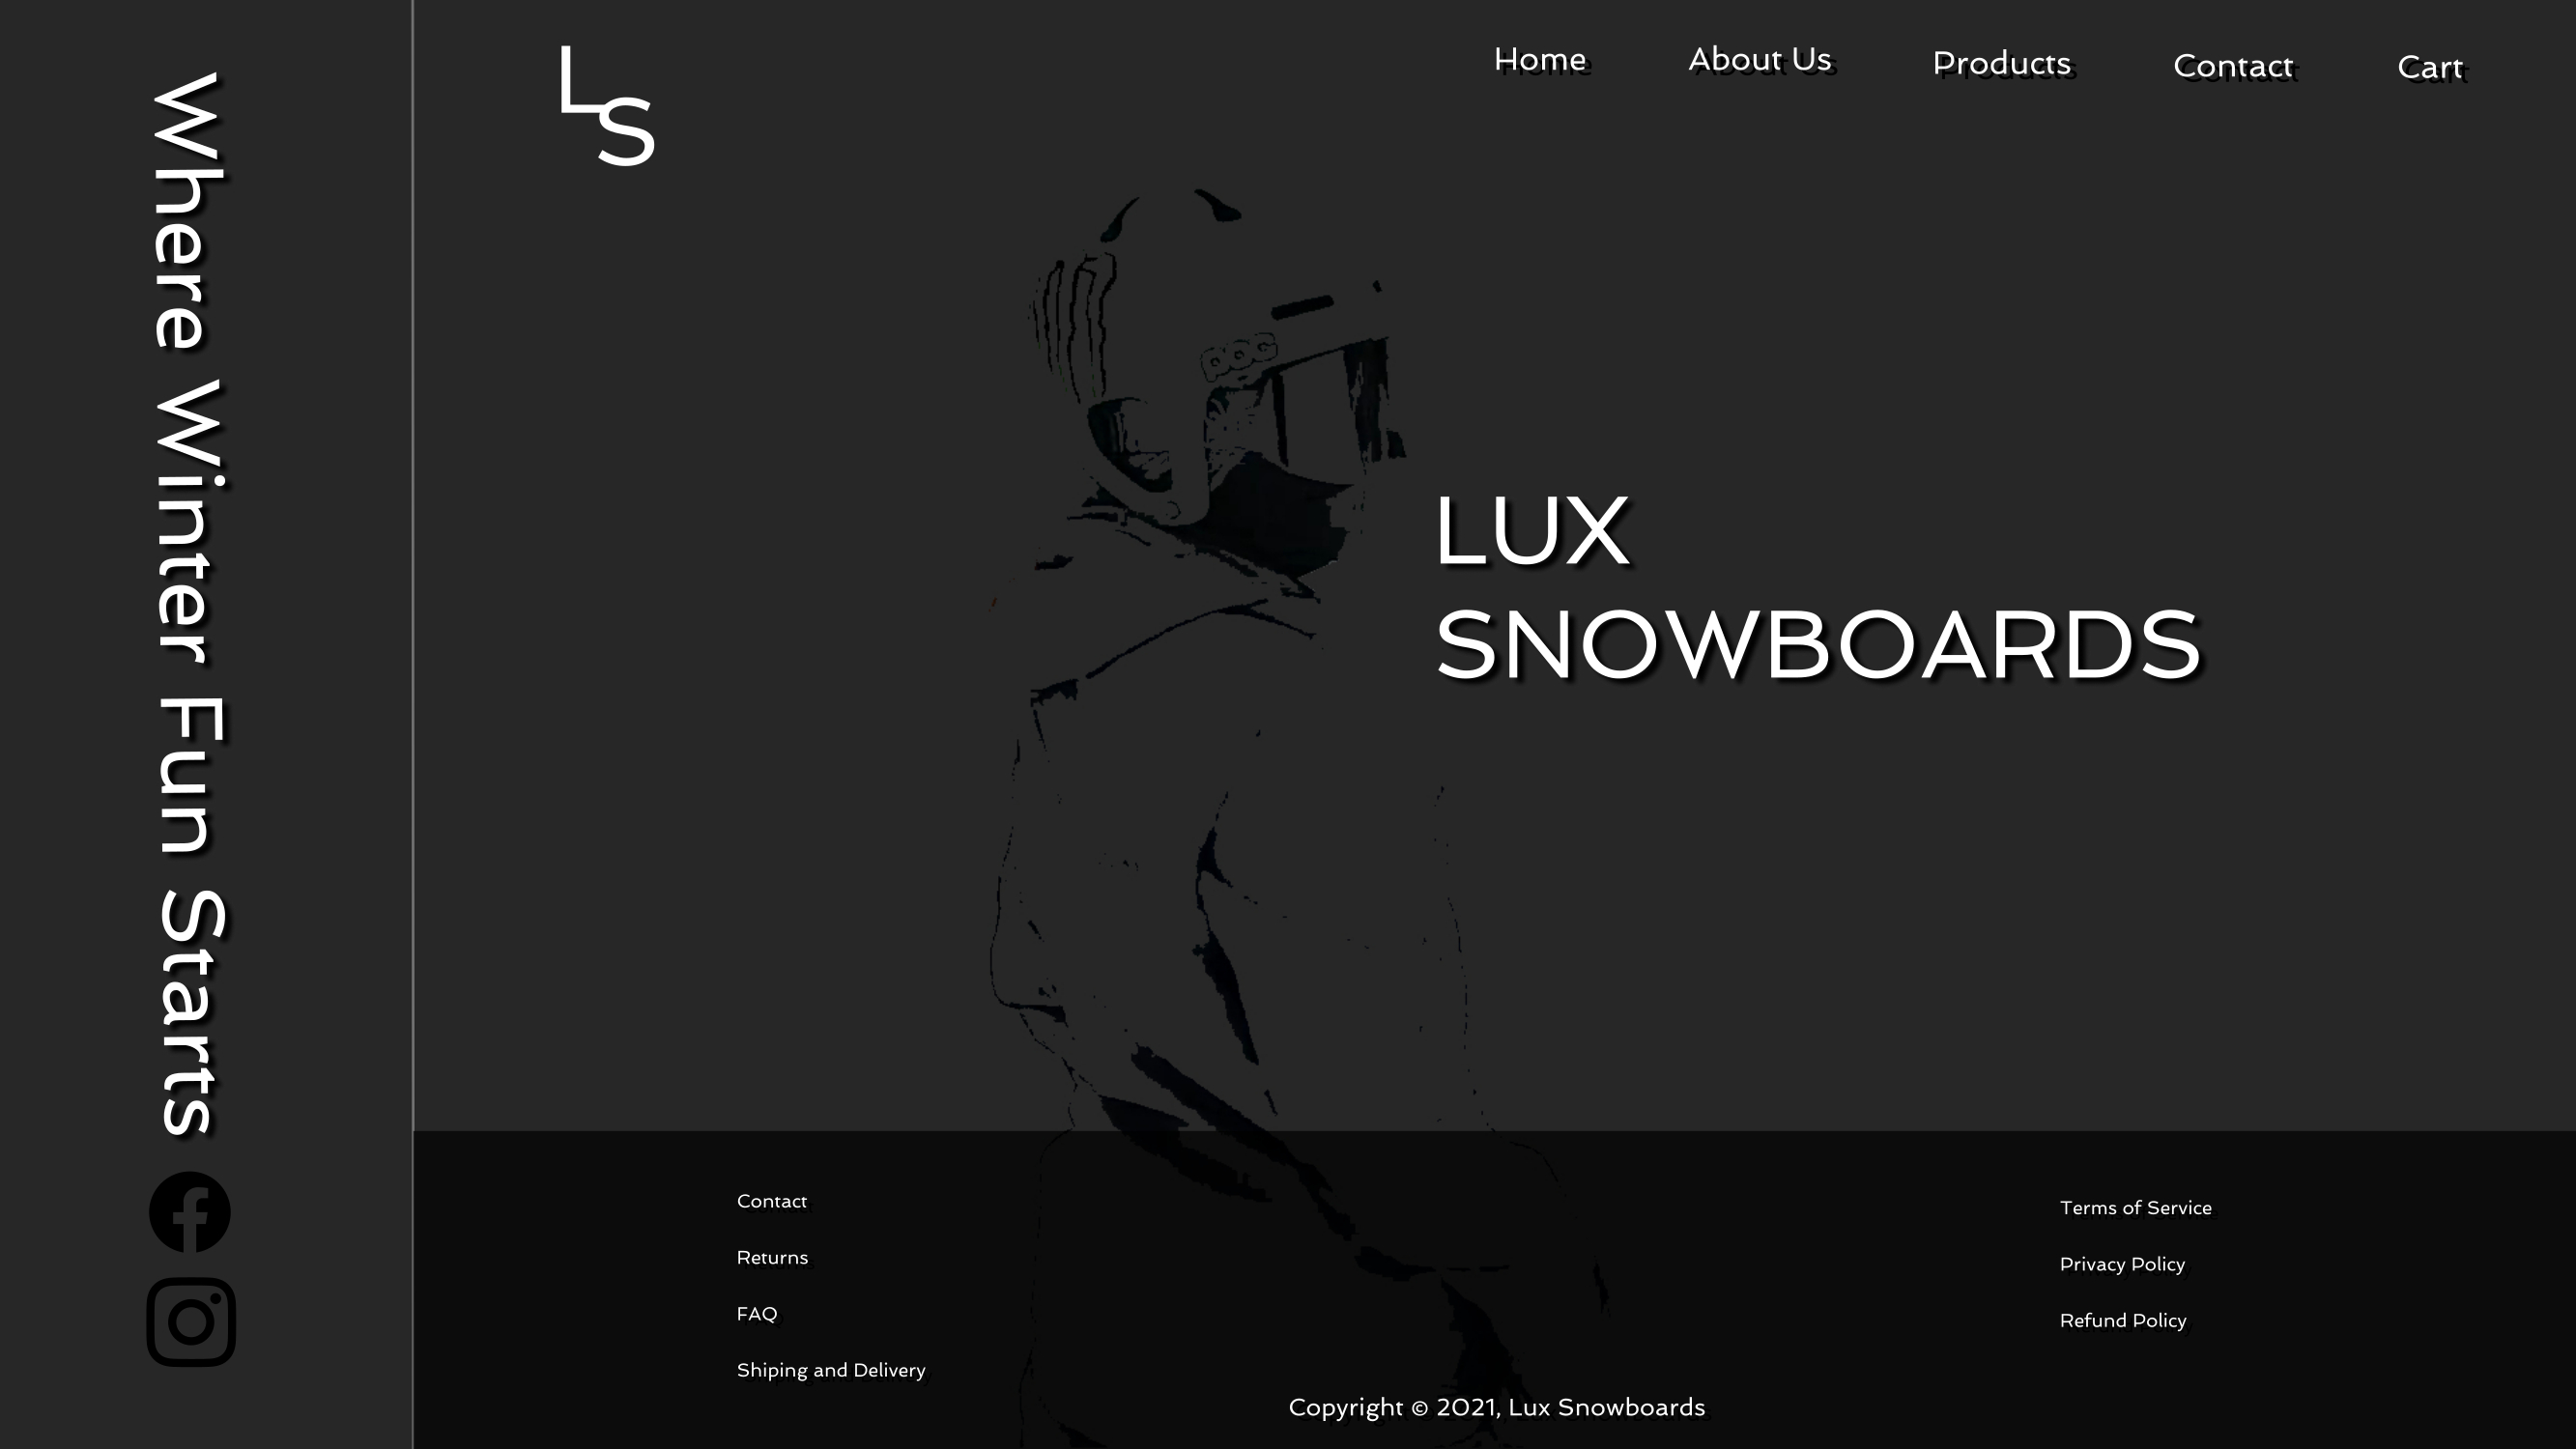 Where Winter Fun Starts
LS
Home
About Us
Products
Contact
Cart
POC
LUX
SNOWBOARDS
Contact
Returns
FAQ
Shiping and Delivery
Terms of Service
Privacy Policy
Refund Policy
Copyright © 2021, Lux Snowboards